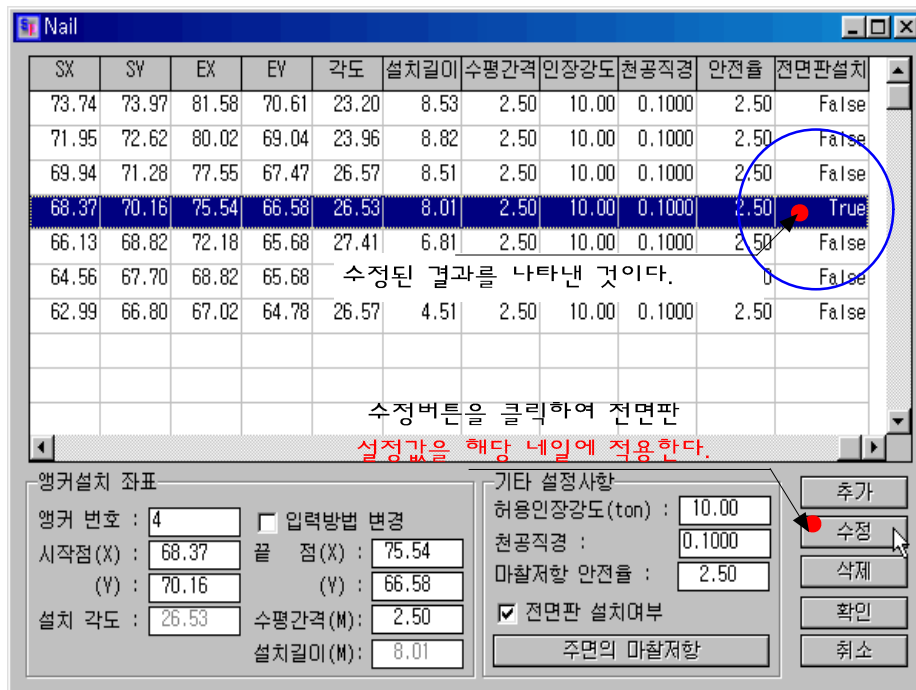 Nail
SX SY EX EY 각도 설치길이 수평간격 인장강도 천공직경 안전율 전면판설치
73.74 73.97 81.58 70.61 23.20 8.53 2.50 10.00 0.1000 2.50 False
71.95 72.62 80.02 69.04 23.96 8.82 2.50 10.00 0.1000 2.50 False
69.94 71.28 77.55 67.47 26.57 8.51 2.50 10.00 0.1000 2.50 False
68.37 70.16 75.54 66.58 26.53 8.01 2.50 10.00 0.1000 2.50 True
66.13 68.82 72.18 65.68 27.41 6.81 2.50 10.00 0.1000 2.50 False
64.56 67.70 68.82 65.68 수정된 결과를 나타낸 것이다. 0 False
62.99 66.80 67.02 64.78 26.57 4.51 2.50 10.00 0.1000 2.50 False
수정버튼을 클릭하여 전면판
설정값을 해당 네일에 적용한다.
앵커설치 좌표
앵커 번호 : 4 입력방법 변경
시작점(X) : 68.37 끝 점(X) : 75.54
(Y) : 70.16 (Y) : 66.58
설치 각도 : 26.53 수평간격(M): 2.50
설치길이(M): 8.01
기타 설정사항
허용인장강도(ton) : 10.00
천공직경 : 0.1000
마찰저항 안전율 : 2.50
전면판 설치여부
주면의 마찰저항
추가
수정
삭제
확인
취소